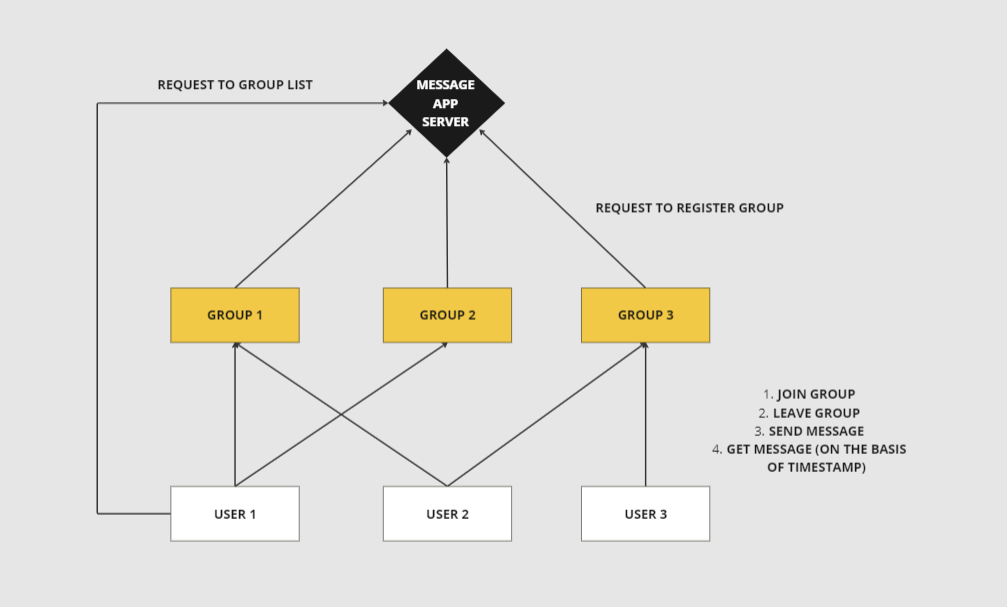 REQUEST TO GROUP LIST
MESSAGE
APP
SERVER
REQUEST TO REGISTER GROUP
GROUP 1
GROUP 2
GROUP 3
1. JOIN GROUP
2. LEAVE GROUP
3. SEND MESSAGE
4. GET MESSAGE (ON THE BASIS
OF TIMESTAMP)
USER 1
USER 2
USER 3